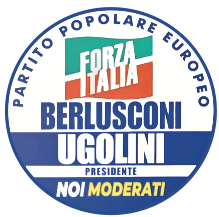 PARTITO POPOLARE EUROPEO
FORZA
ITALIA
BERLUSCONI
UGOLINI
PRESIDENTE
NOI MODERATI